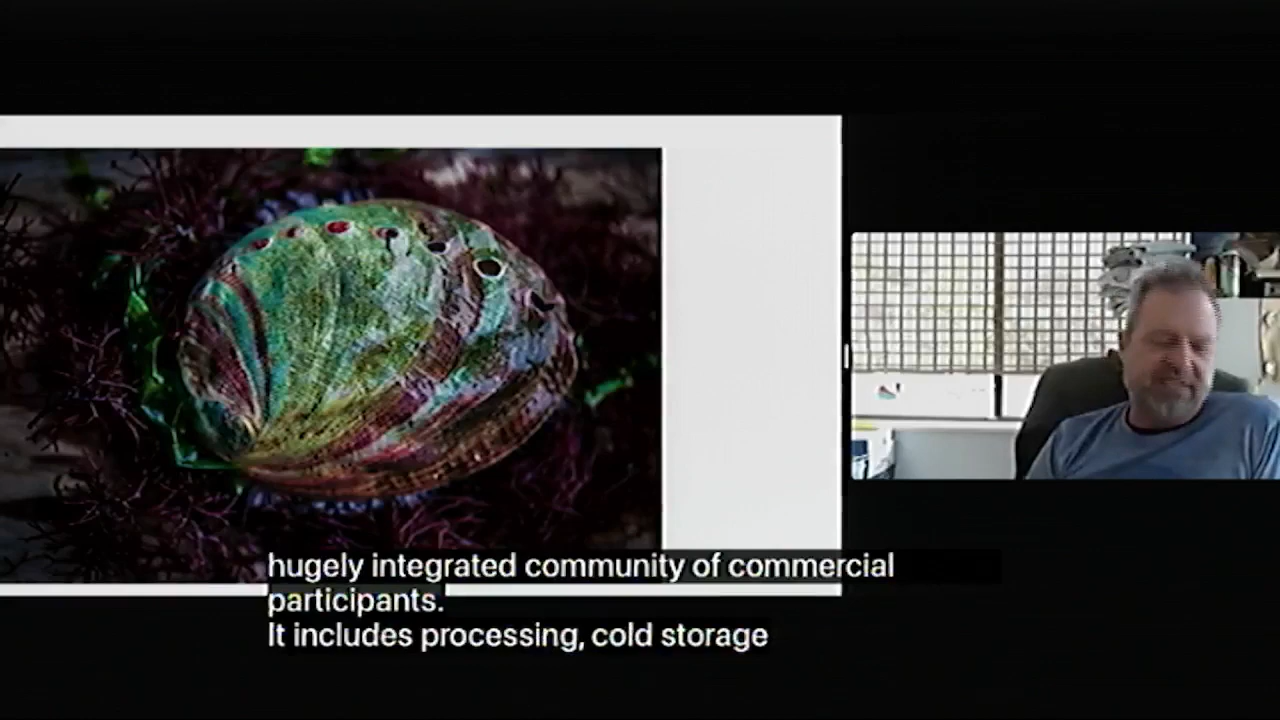 hugely integrated community of commercial
participants.
It includes processing, cold storage